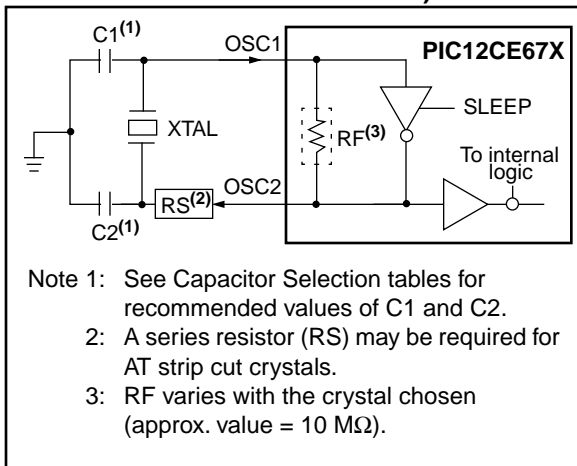 C1(1)
OSC1
PIC12CE67X
SLEEP
XTAL
RF(3)
To internal
logic
OSC2
RS(2)
C2(1)
Note 1: See Capacitor Selection tables for
recommended values of C1 and C2.
2: A series resistor (RS) may be required for
AT strip cut crystals.
3: RF varies with the crystal chosen
(approx. value = 10 MΩ).